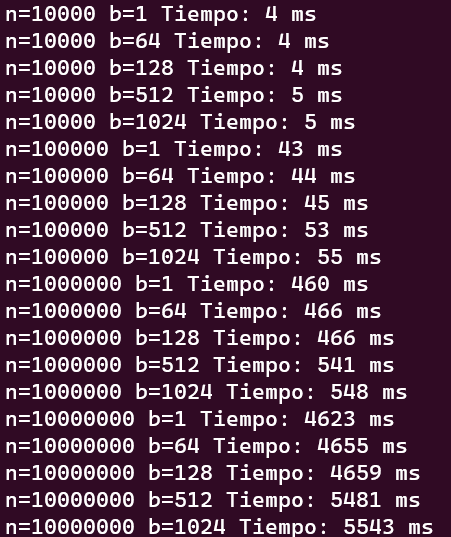 n=10000 b=1 Tiempo: 4 ms
n=10000 b=64 Tiempo: 4 ms
n=10000 b=128 Tiempo: 4 ms
n=10000 b=512 Tiempo: 5 ms
n=10000 b=1024 Tiempo: 5 ms
n=100000 b=1 Tiempo: 43 ms
n=100000 b=64 Tiempo: 44 ms
n=100000 b=128 Tiempo: 45 ms
n=100000 b=512 Tiempo: 53 ms
n=100000 b=1024 Tiempo: 55 ms
n=1000000 b=1 Tiempo: 460 ms
n=1000000 b=64 Tiempo: 466 ms
n=1000000 b=128 Tiempo: 466 ms
n=1000000 b=512 Tiempo: 541 ms
n=1000000 b=1024 Tiempo: 548 ms
n=10000000 b=1 Tiempo: 4623 ms
n=10000000 b=64 Tiempo: 4655 ms
n=10000000 b=128 Tiempo: 4659 ms
n=10000000 b=512 Tiempo: 5481 ms
n=10000000 b=1024 Tiempo: 5543 ms